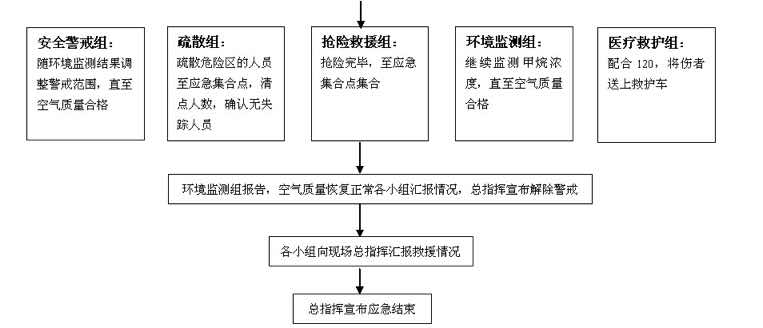 安全警戒组：
随环境监测结果调
整警戒范围，直至
空气质量合格
疏散组：
疏散危险区的人员
至应急集合点，清
点人数，确认无失
踪人员
抢险救援组：
抢险完毕，至应急
集合点集合
环境监测组：
继续监测甲烷浓
度，直至空气质量
合格
医疗救护组：
配合 120，将伤者
送上救护车
环境监测组报告，空气质量恢复正常各小组汇报情况，总指挥宣布解除警戒
各小组向现场总指挥汇报救援情况
总指挥宣布应急结束